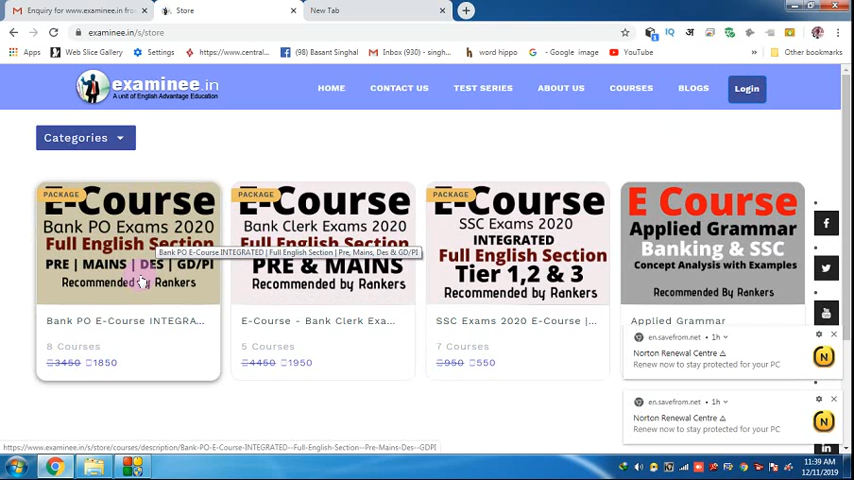 Enquiry for www.examinee.in fro
Store
New Tab
examinee.in/s/store
Apps
Web Slice Gallery
Settings
https://www.central...
(98) Basant Singhal
Inbox (930) - singh...
word hippo
- Google image
YouTube
Other bookmarks
examinee.in
A unit of English Advantage Education
HOME
CONTACT US
TEST SERIES
ABOUT US
COURSES
BLOGS
Login
Categories
PACKAGE
E-Course
Bank PO Exams 2020
Full English Section
PRE | MAINS | DES | GD/PI
Recommended by Rankers
Bank PO E-Course INTEGRA...
8 Courses
3450 1850
PACKAGE
E-Course
Bank Clerk Exams 2020
Full English Section
PRE & MAINS
Recommended by Rankers
E-Course - Bank Clerk Exa...
5 Courses
4450 1950
Bank PO E-Course INTEGRATED | Full English Section | Pre, Mains, Des & GD/PI
PACKAGE
E-Course
SSC Exams 2020
INTEGRATED
Full English Section
Tier 1,2 & 3
Recommended by Rankers
SSC Exams 2020 E-Course |...
7 Courses
950 550
E Course
Applied Grammar
Banking & SSC
Concept Analysis with Examples
Recommended By Rankers
Applied Grammar
en.savefrom.net • 1h
Norton Renewal Centre
Renew now to stay protected for your PC
en.savefrom.net • 1h
Norton Renewal Centre
Renew now to stay protected for your PC
https://www.examinee.in/s/store/courses/description/Bank-PO-E-Course-INTEGRATED--Full-English-Section--Pre-Mains-Des--GDPI
11:39 AM
12/11/2019